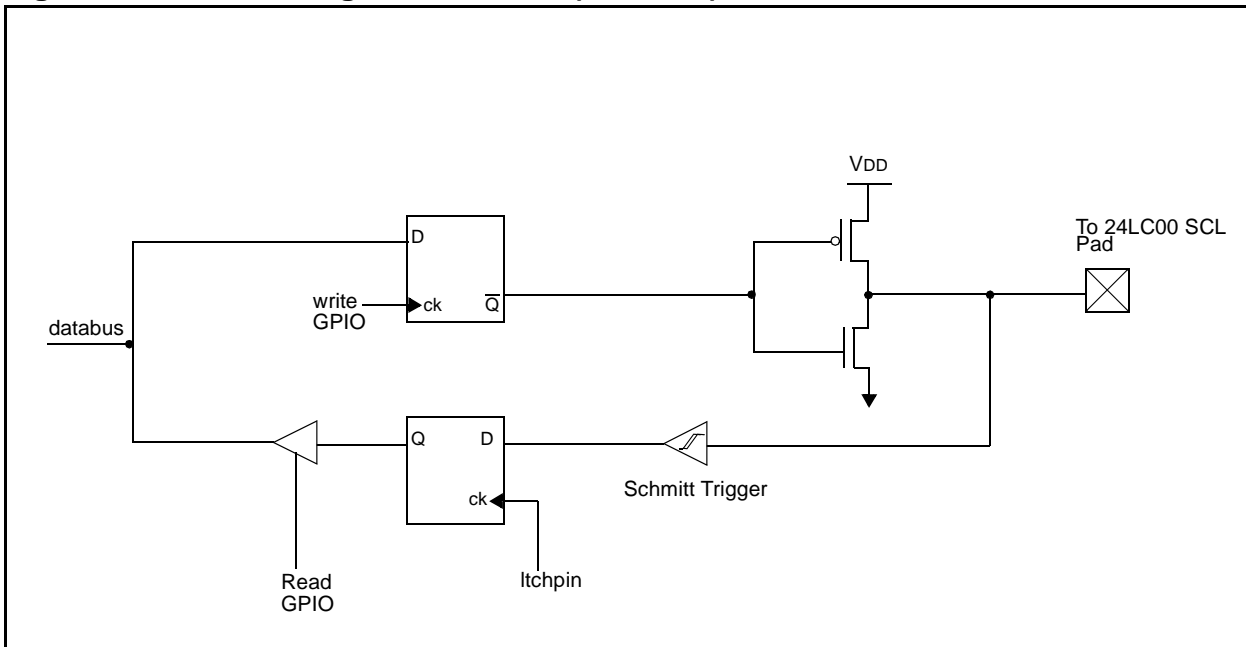 VDD
To 24LC00 SCL
Pad
D
write
GPIO
ck
Q
databus
Q
D
ck
Schmitt Trigger
Read
GPIO
ltchpin